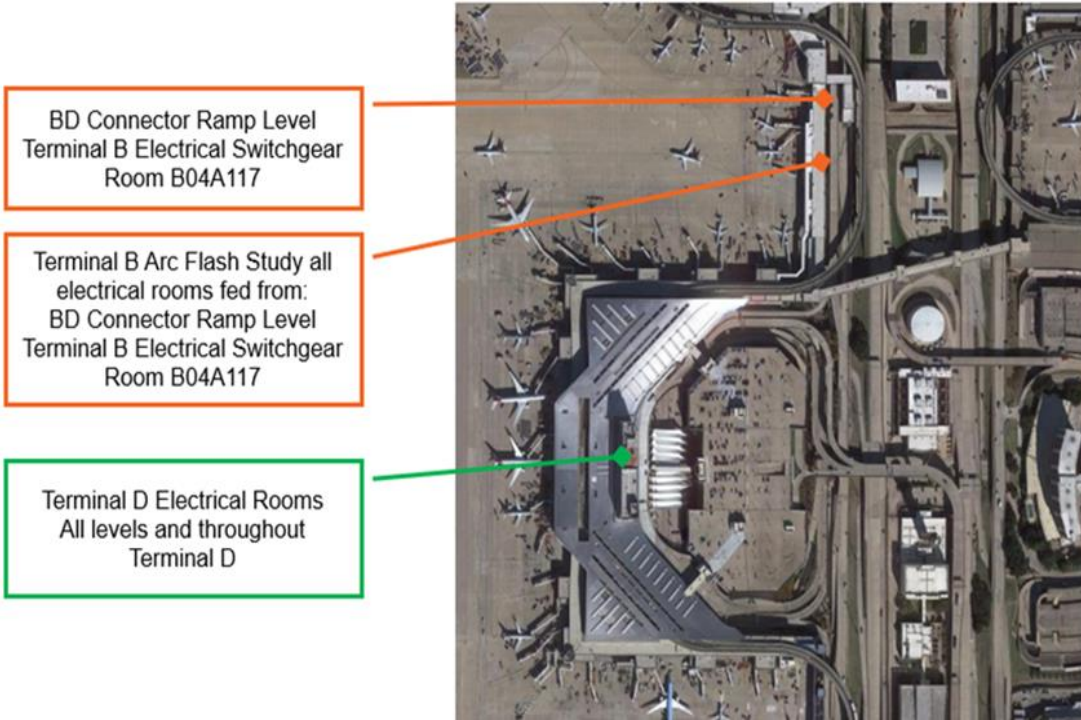 BD Connector Ramp Level
Terminal B Electrical Switchgear
Room B04A117
Terminal B Arc Flash Study all
electrical rooms fed from:
BD Connector Ramp Level
Terminal B Electrical Switchgear
Room B04A117
Terminal D Electrical Rooms
All levels and throughout
Terminal D